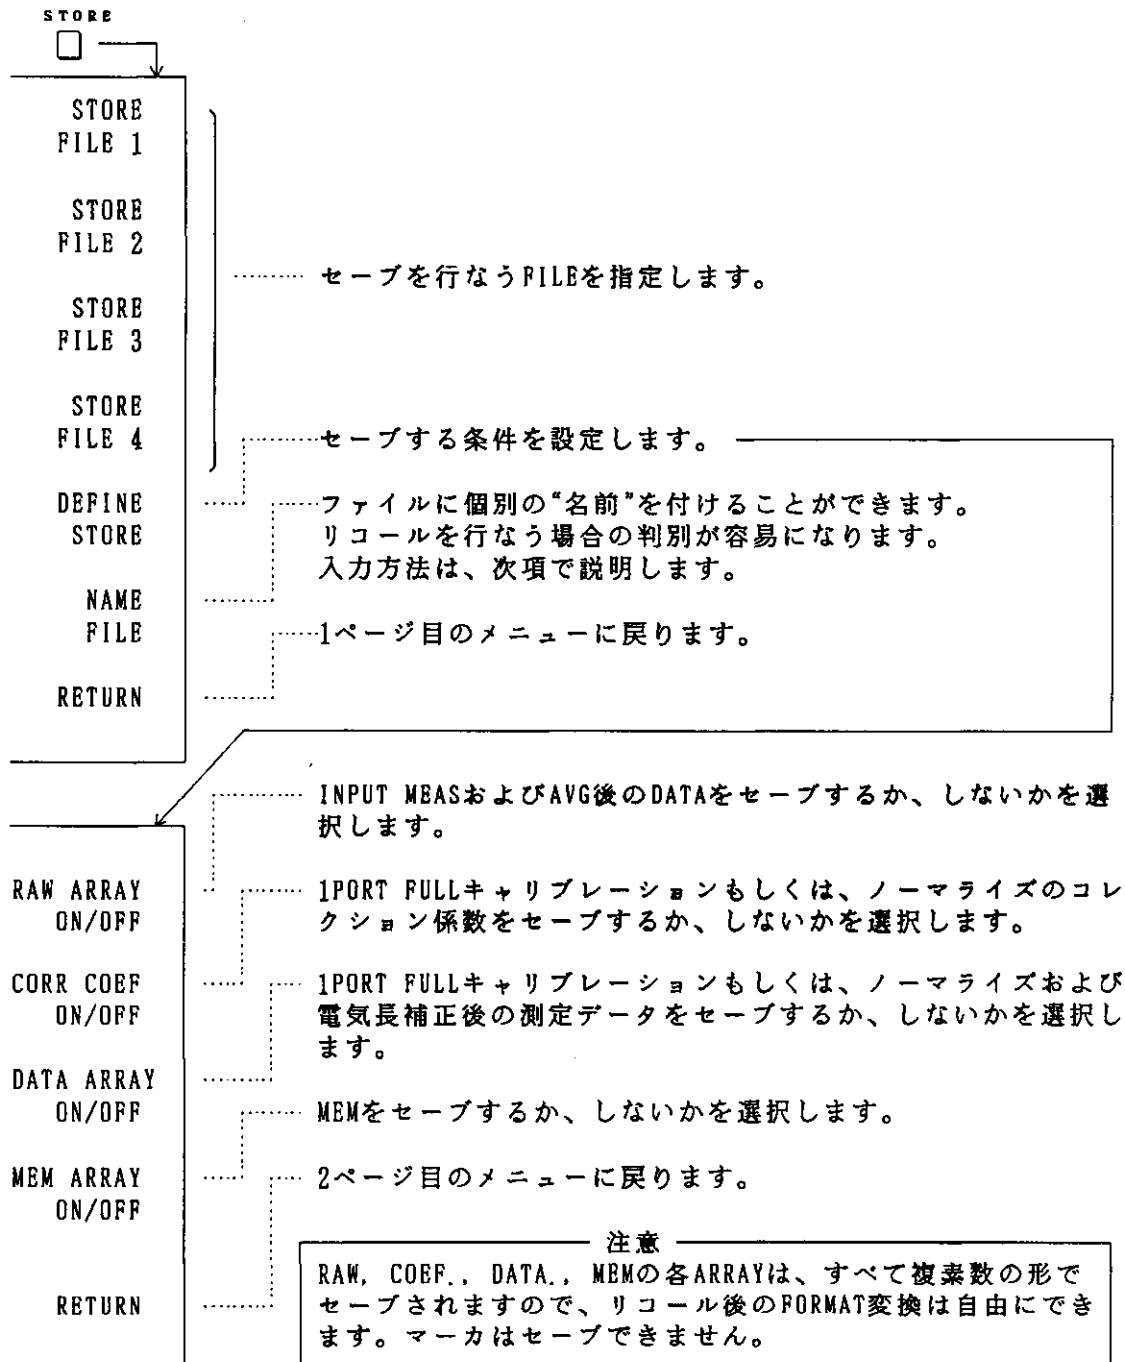 STORE
STORE
FILE 1
STORE
FILE 2
STORE
FILE 3
STORE
FILE 4
DEFINE
STORE
NAME
FILE
RETURN
セーブを行なうFILEを指定します。
セーブする条件を設定します。
ファイルに個別の“名前”を付けることができます。
リコールを行なう場合の判別が容易になります。
入力方法は、次項で説明します。
1ページ目のメニューに戻ります。
RAW ARRAY
ON/OFF
CORR COEF
ON/OFF
DATA ARRAY
ON/OFF
MEM ARRAY
ON/OFF
RETURN
INPUT MEASおよびAVG後のDATAをセーブするか、しないかを選
択します。
1PORT FULLキャリブレーションもしくは、ノーマライズのコレ
クション係数をセーブするか、しないかを選択します。
1PORT FULLキャリブレーションもしくは、ノーマライズおよび
電気長補正後の測定データをセーブするか、しないかを選択し
ます。
MEMをセーブするか、しないかを選択します。
2ページ目のメニューに戻ります。
注意
RAW, COEF., DATA., MEMの各ARRAYは、すべて複素数の形で
セーブされますので、リコール後のFORMAT変換は自由にでき
ます。マーカはセーブできません。